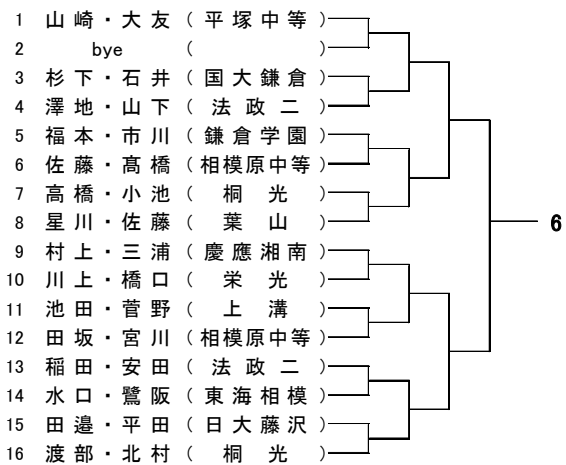 1 山崎・大友 (平塚中等)
2 bye ( )
3 杉下・石井 (国大鎌倉)
4 澤地・山下 (法政二)
5 福本・市川 (鎌倉学園)
6 佐藤・髙橋 (相模原中等)
7 高橋・小池 (桐光)
8 星川・佐藤 (葉山)
6
9 村上・三浦 (慶應湘南)
10 川上・橋口 (栄光)
11 池田・菅野 (上溝)
12 田坂・宮川 (相模原中等)
13 稲田・安田 (法政二)
14 水口・鷺阪 (東海相模)
15 田邉・平田 (日大藤沢)
16 渡部・北村 (桐光)